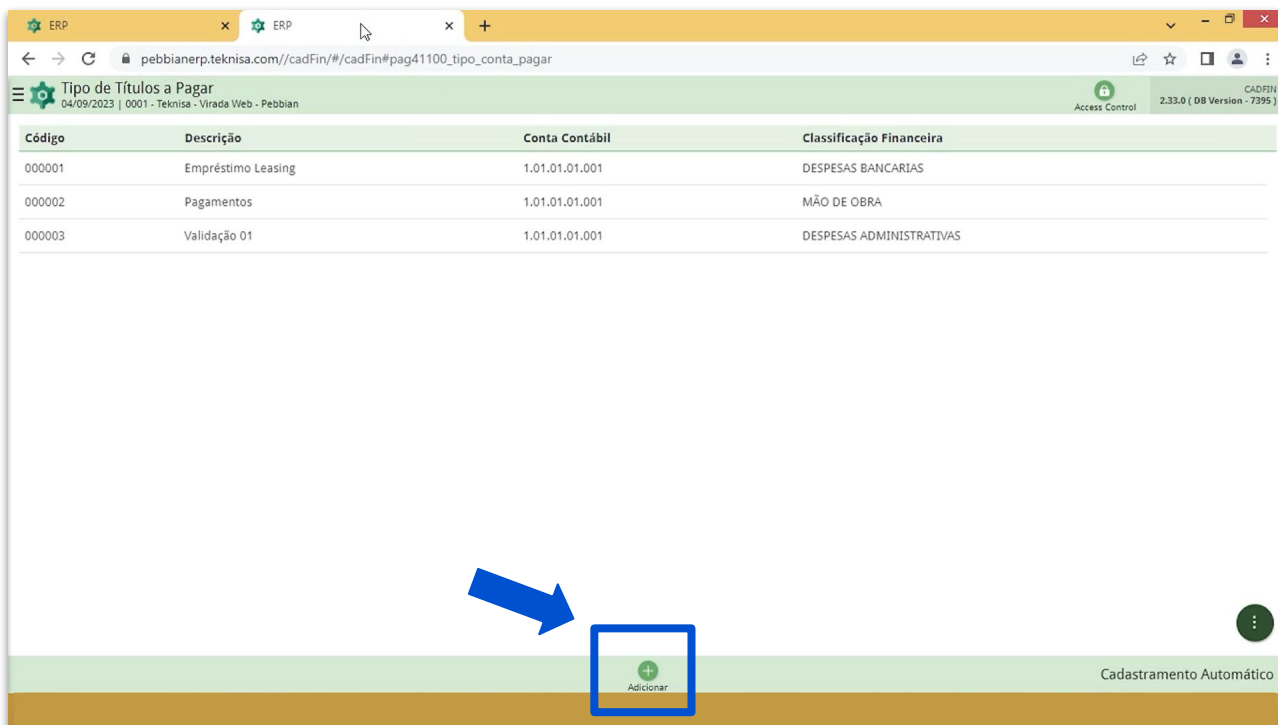 ERP
ERP
pebbianerp.teknisa.com//cadFin/#/cadFin#pag41100_tipo_conta_pagar
Tipo de Títulos a Pagar
04/09/2023 | 0001 - Teknisa - Virada Web - Pebbian
Access Control
CADFIN
2.33.0 ( DB Version - 7395 )
Código Descrição Conta Contábil Classificação Financeira
000001 Empréstimo Leasing 1.01.01.01.001 DESPESAS BANCARIAS
000002 Pagamentos 1.01.01.01.001 MÃO DE OBRA
000003 Validação 01 1.01.01.01.001 DESPESAS ADMINISTRATIVAS
Adicionar
Cadastramento Automático